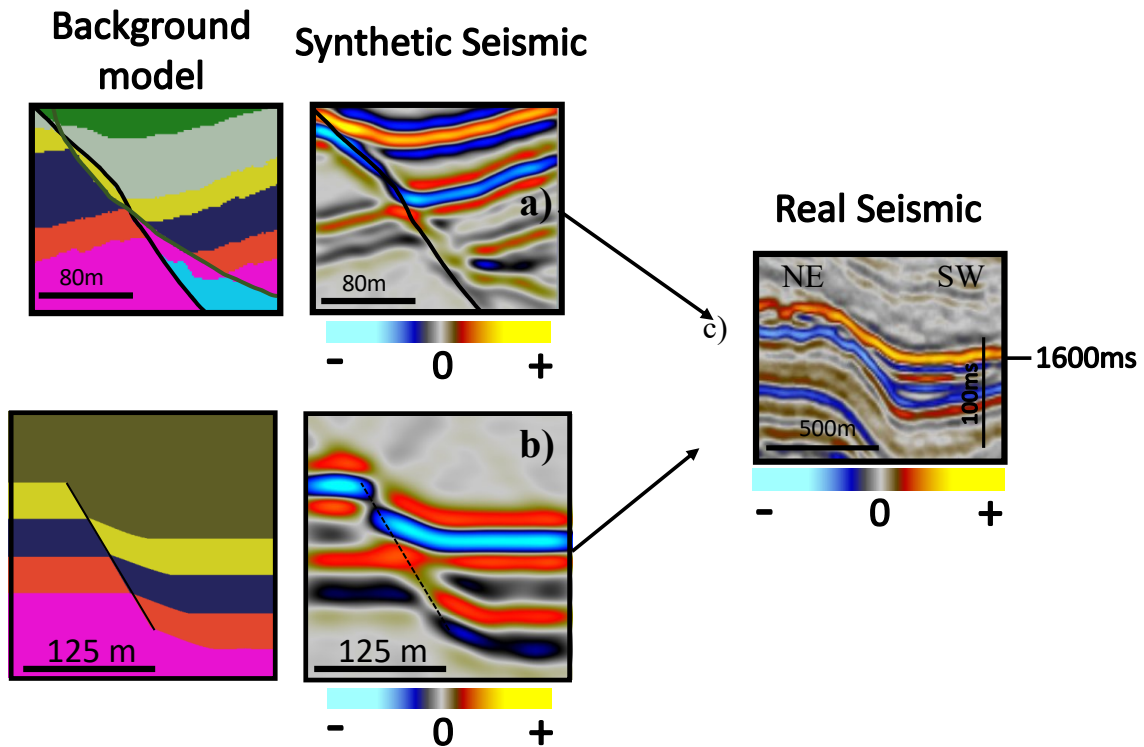 Background
model
Synthetic Seismic
80m
a)
80m
- 0 +
Real Seismic
NE SW
c)
1600ms
100ms
500m
- 0 +
b)
125 m
125 m
- 0 +